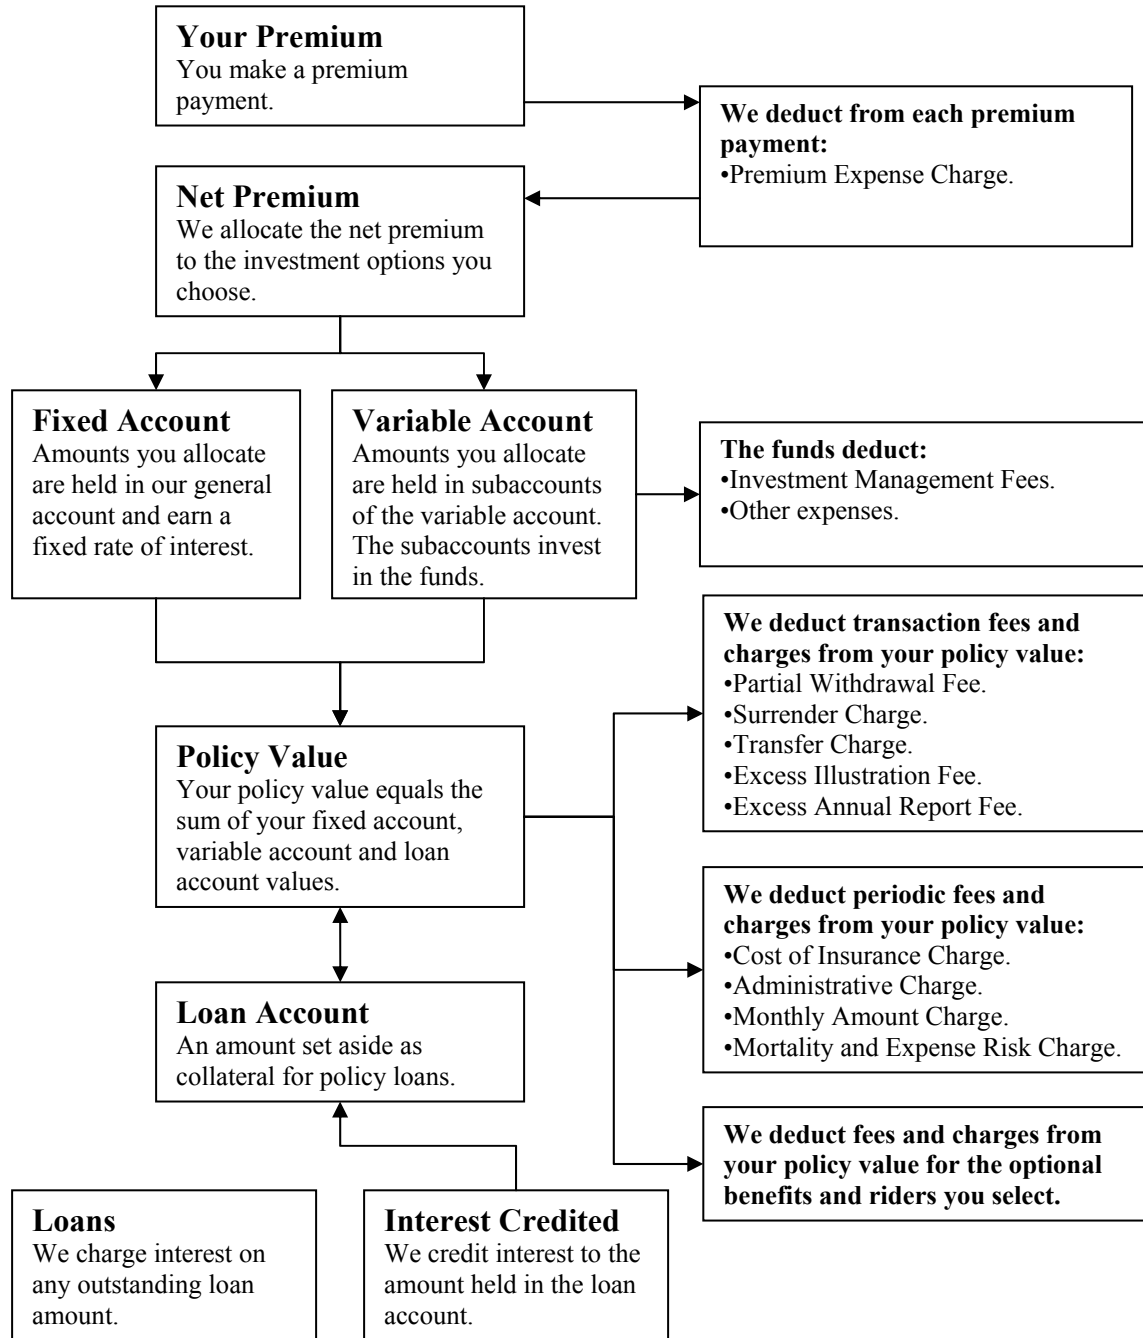 Your Premium
You make a premium
payment.
We deduct from each premium
payment:
•Premium Expense Charge.
Net Premium
We allocate the net premium
to the investment options you
choose.
Fixed Account
Amounts you allocate
are held in our general
account and earn a
fixed rate of interest.
Variable Account
Amounts you allocate
are held in subaccounts
of the variable account.
The subaccounts invest
in the funds.
The funds deduct:
•Investment Management Fees.
•Other expenses.
We deduct transaction fees and
charges from your policy value:
•Partial Withdrawal Fee.
•Surrender Charge.
•Transfer Charge.
•Excess Illustration Fee.
•Excess Annual Report Fee.
Policy Value
Your policy value equals the
sum of your fixed account,
variable account and loan
account values.
We deduct periodic fees and
charges from your policy value:
•Cost of Insurance Charge.
•Administrative Charge.
•Monthly Amount Charge.
•Mortality and Expense Risk Charge.
Loan Account
An amount set aside as
collateral for policy loans.
We deduct fees and charges from
your policy value for the optional
benefits and riders you select.
Loans
We charge interest on
any outstanding loan
amount.
Interest Credited
We credit interest to the
amount held in the loan
account.